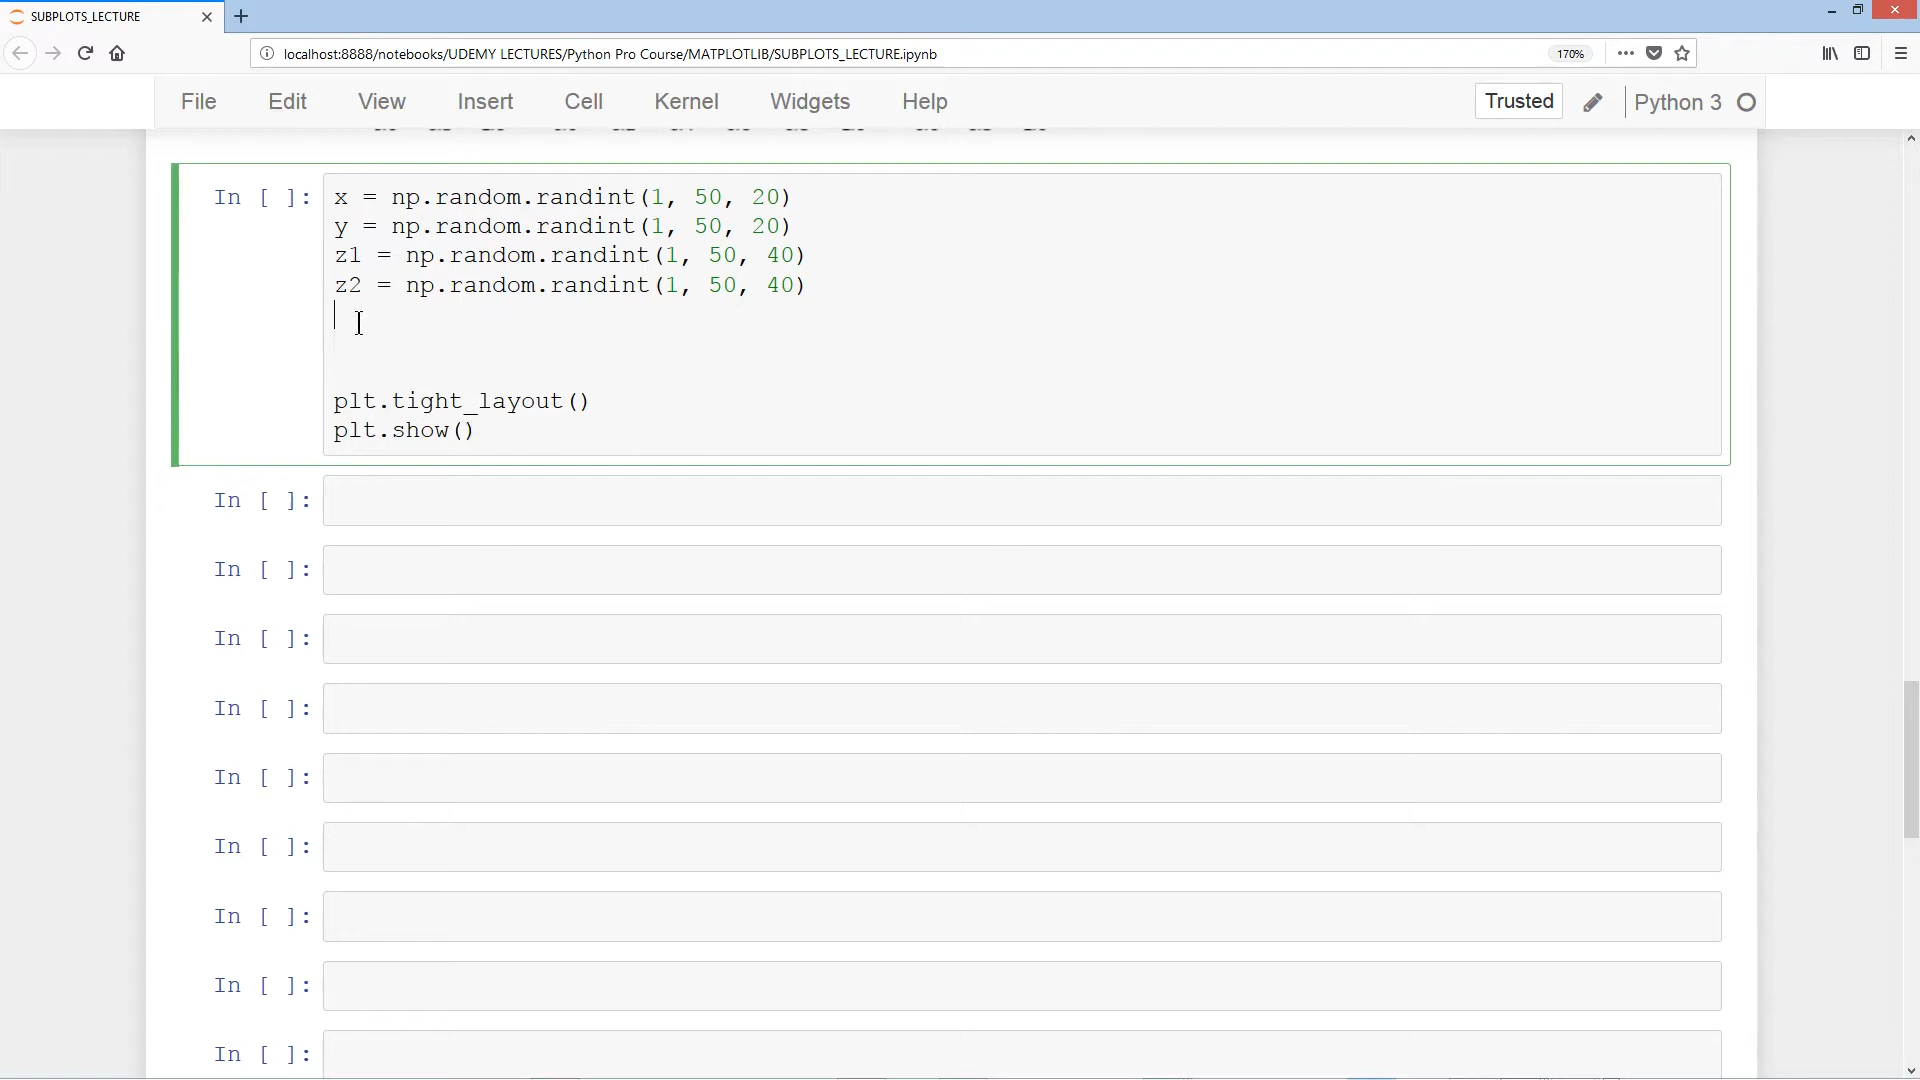 SUBPLOTS_LECTURE
localhost:8888/notebooks/UDEMY LECTURES/Python Pro Course/MATPLOTLIB/SUBPLOTS_LECTURE.ipynb
170%
File Edit View Insert Cell Kernel Widgets Help
Trusted
Python 3
In [ ]:
x = np.random.randint(1, 50, 20)
y = np.random.randint(1, 50, 20)
z1 = np.random.randint(1, 50, 40)
z2 = np.random.randint(1, 50, 40)
plt.tight_layout()
plt.show()
In [ ]:
In [ ]:
In [ ]:
In [ ]:
In [ ]:
In [ ]:
In [ ]:
In [ ]:
In [ ]: